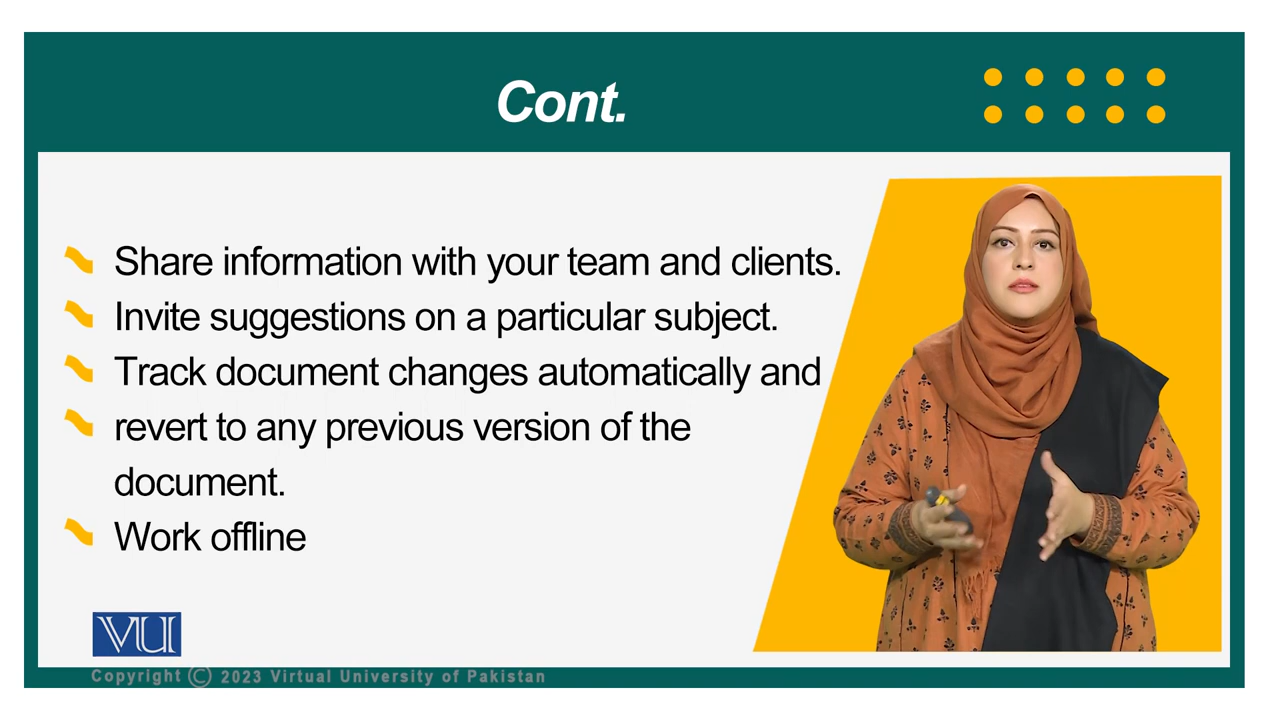 Cont.
Share information with your team and clients.
Invite suggestions on a particular subject.
Track document changes automatically and
revert to any previous version of the
document.
Work offline
VU
Copyright © 2023 Virtual University of Pakistan